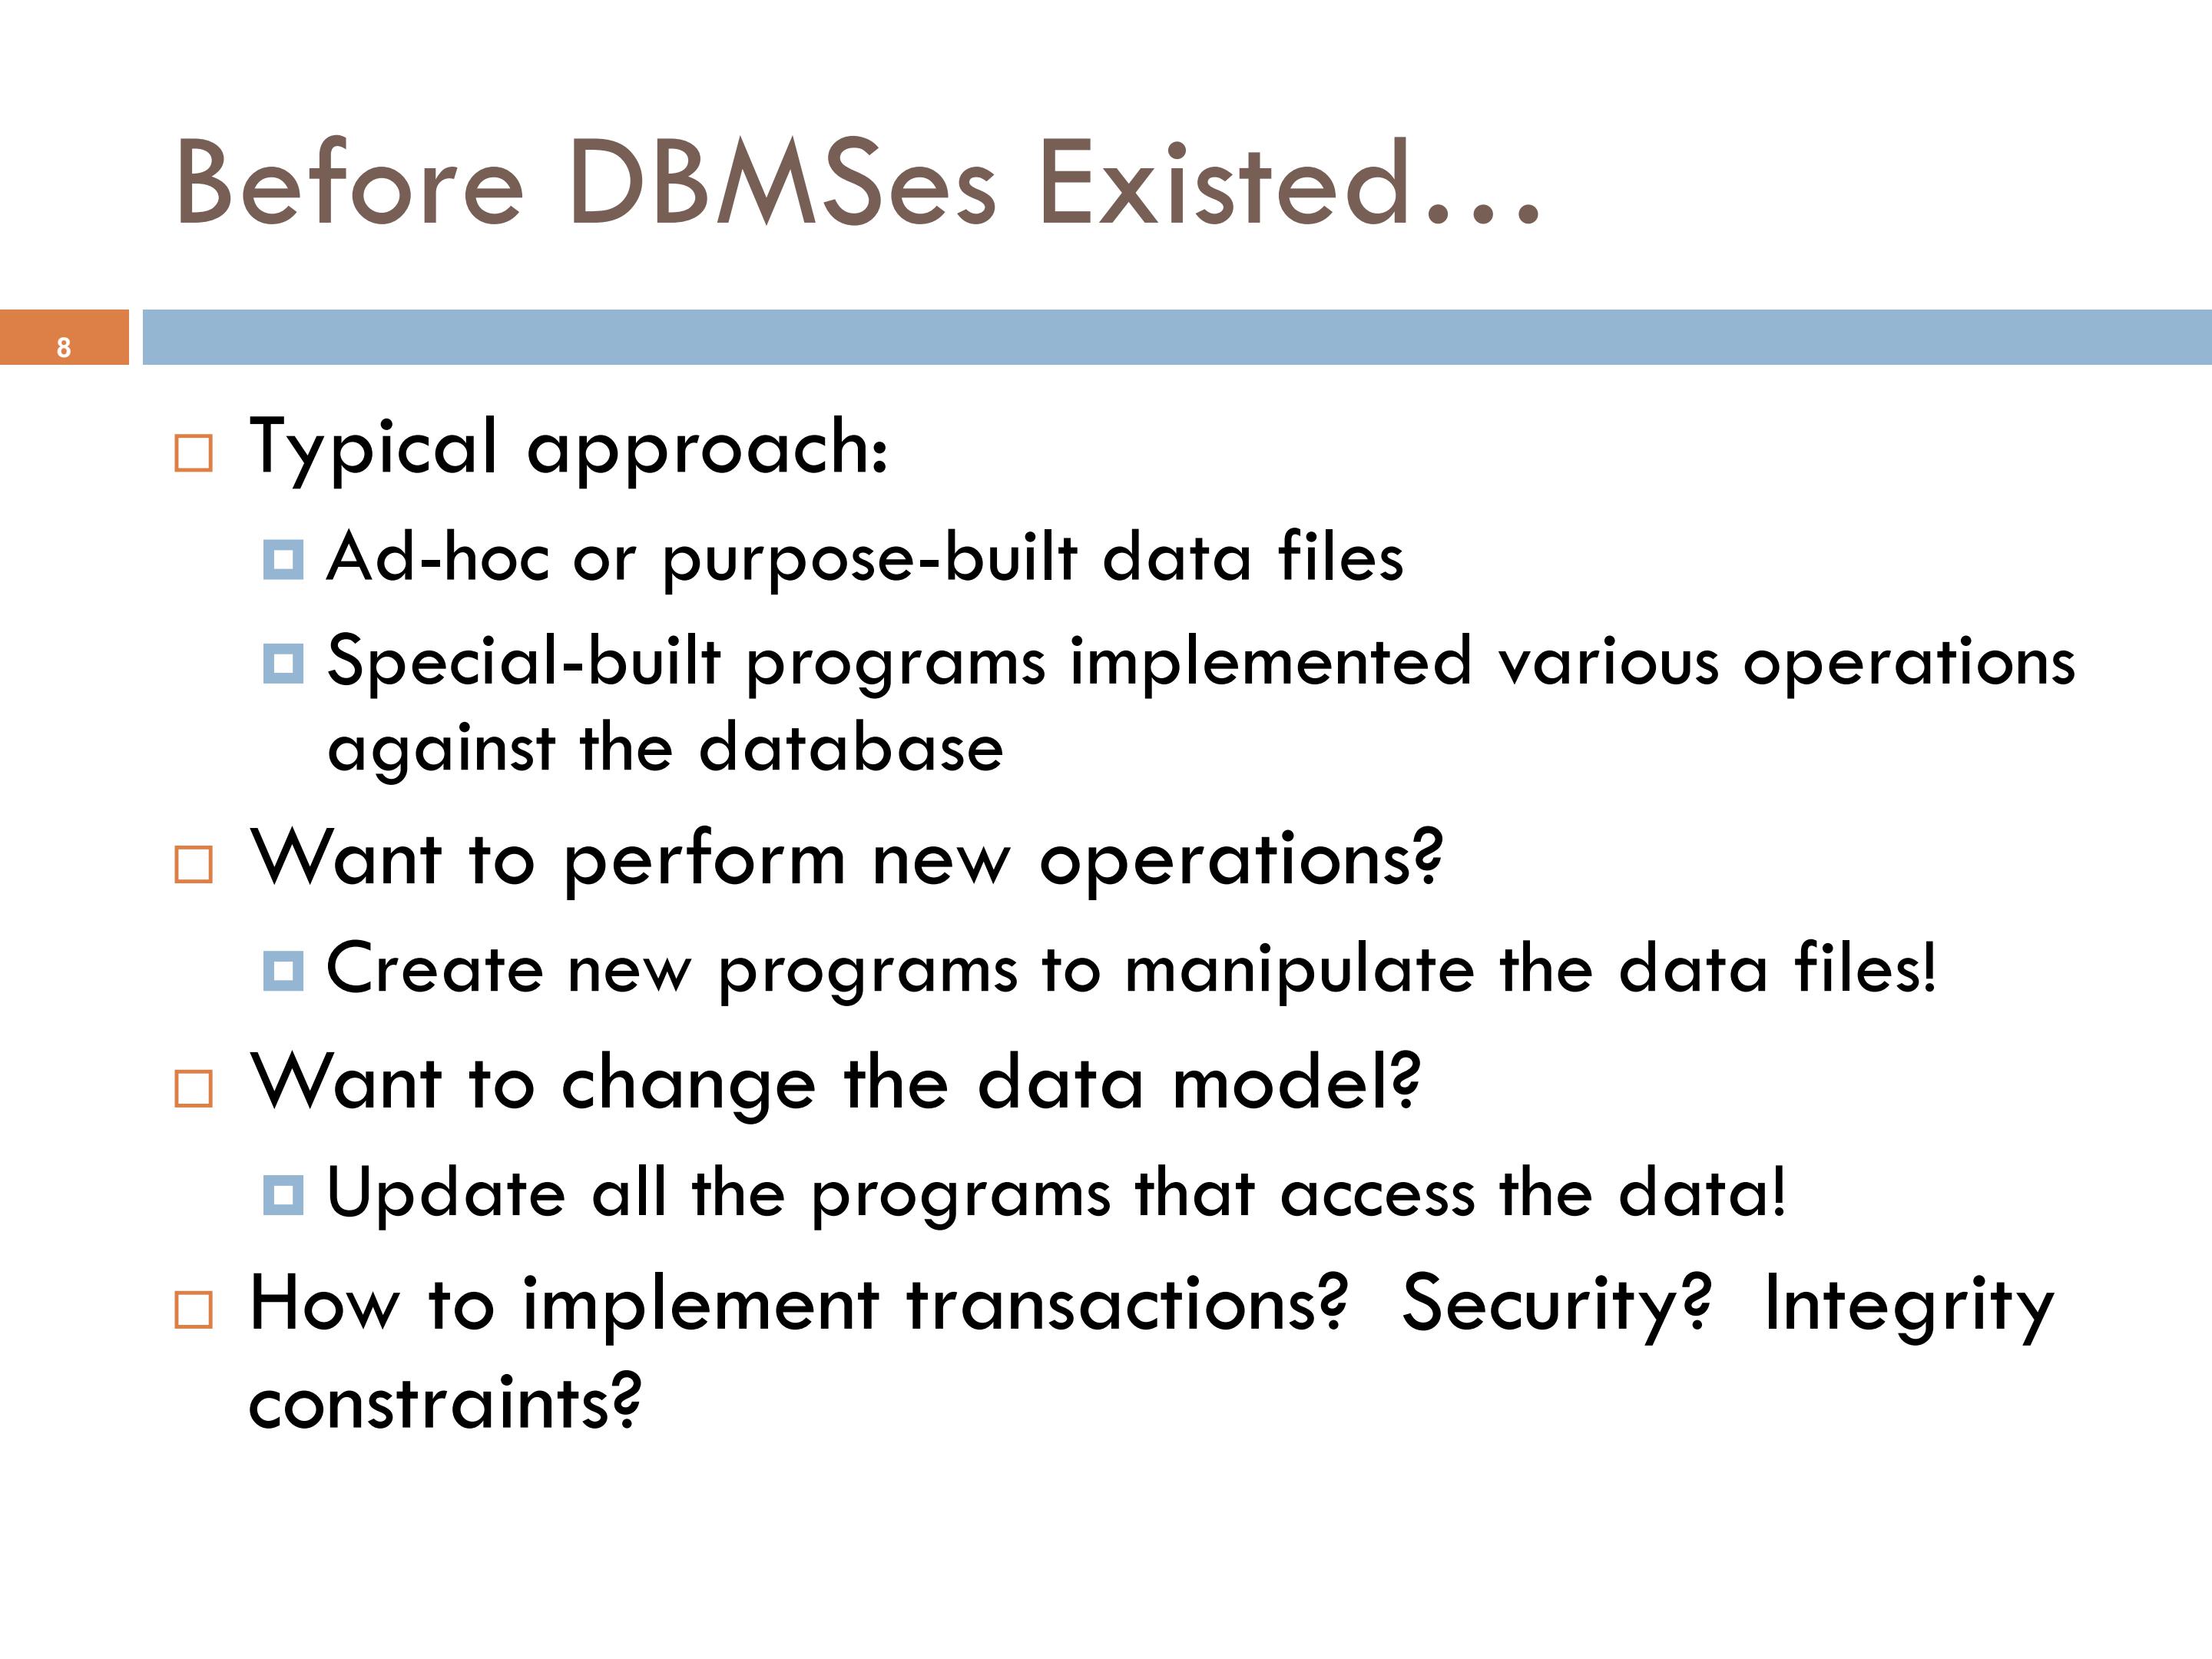 Before DBMSes Existed...
8
Typical approach:
Ad-hoc or purpose-built data files
Special-built programs implemented various operations
against the database
Want to perform new operations?
Create new programs to manipulate the data files!
Want to change the data model?
Update all the programs that access the data!
How to implement transactions?  Security?  Integrity
constraints?